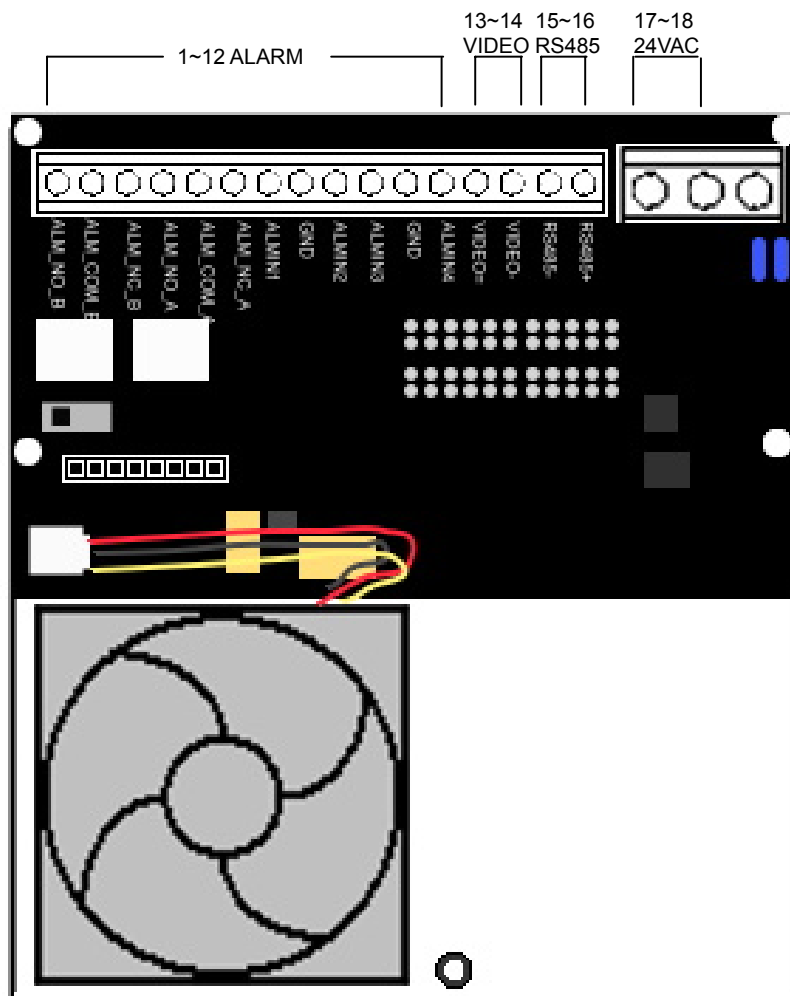 13~14
VIDEO
15~16
RS485
17~18
24VAC
1~12 ALARM
ALM_NO_B
ALM_COM_B
ALM_NC_B
ALM_NO_A
ALM_COM_A
ALM_NC_A
ALMIN1
GND
ALMIN2
ALMIN3
GND
ALMIN4
VIDEO=
VIDEO-
RS485-
RS485+